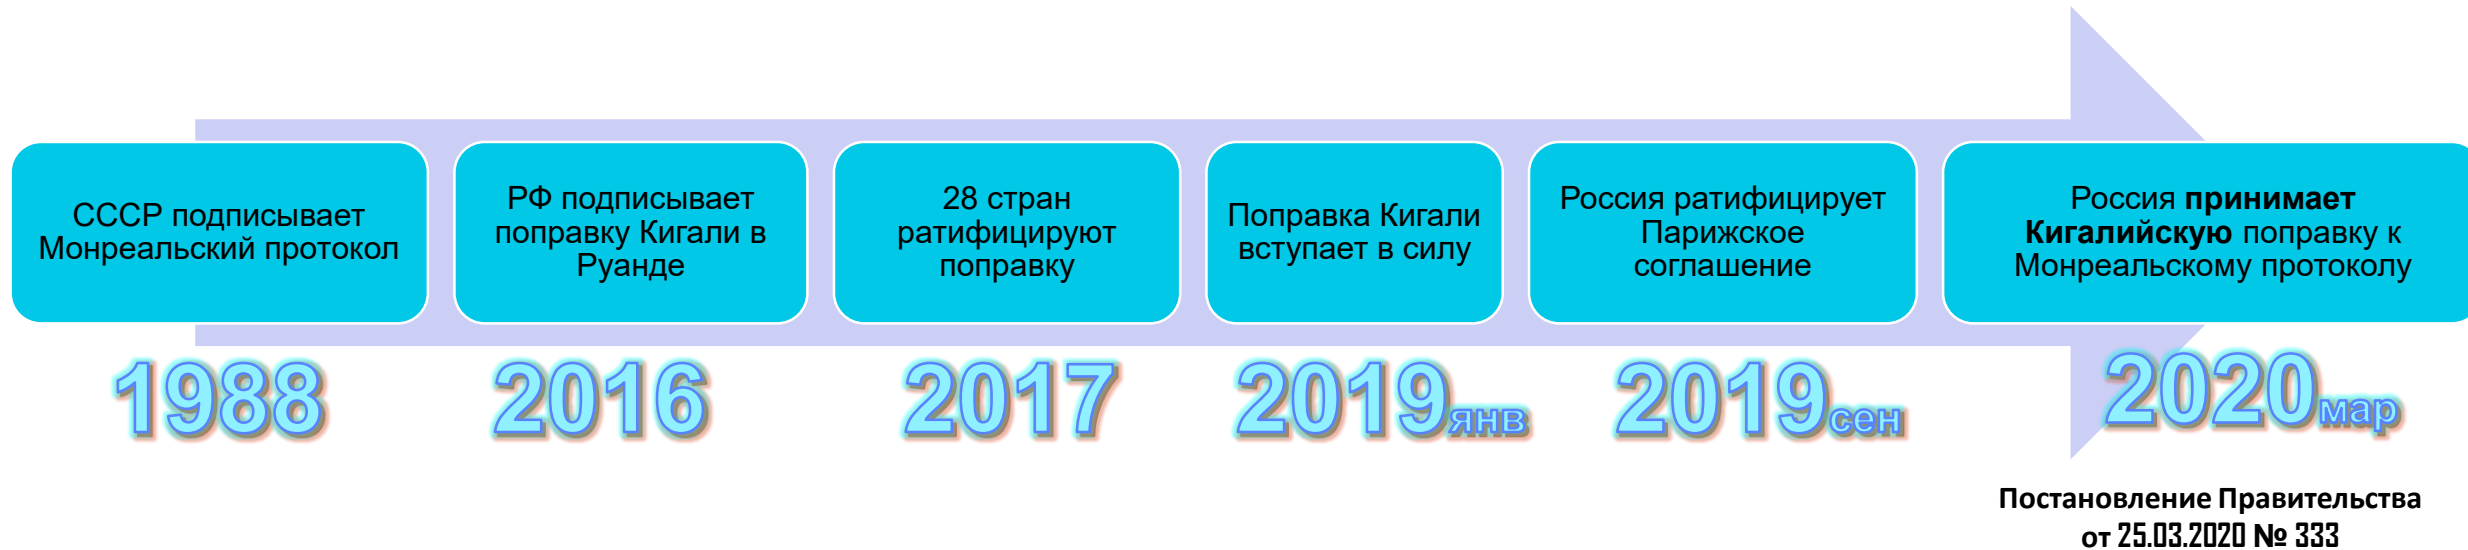 СССР подписывает
Монреальский протокол
РФ подписывает
поправку Кигали в
Руанде
28 стран
ратифицируют
поправку
Поправка Кигали
вступает в силу
Россия ратифицирует
Парижское
соглашение
Россия принимает
Кигалийскую поправку к
Монреальскому протоколу
1988
2016
2017
2019янв
2019сен
2020мар
Постановление Правительства
от 25.03.2020 № 333